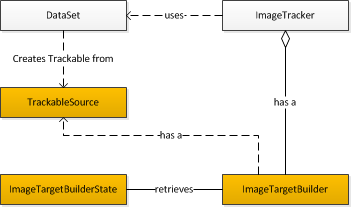 DataSet
uses
ImageTracker
Creates Trackable from
TrackableSource
has a
has a
ImageTargetBuilderState
retrieves
ImageTargetBuilder